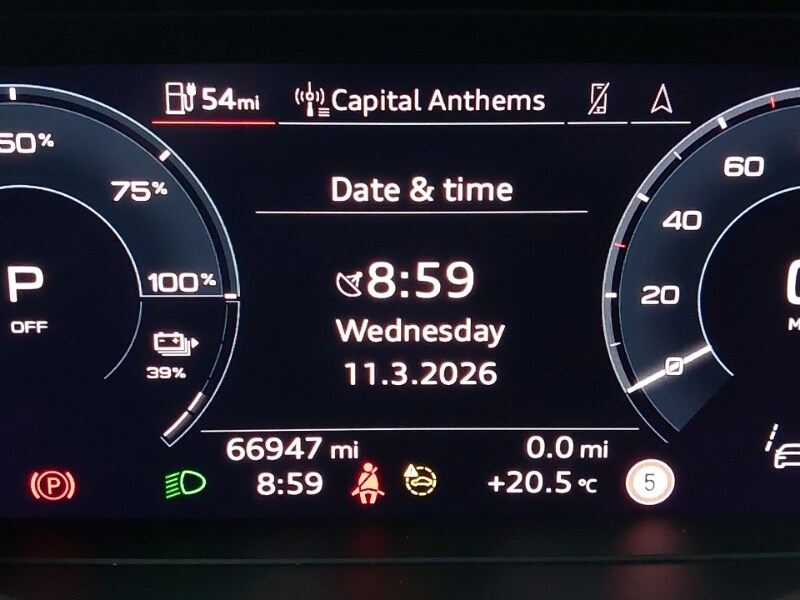 54mi
Capital Anthems
50%
75%
100%
P
OFF
39%
Date & time
8:59
Wednesday
11.3.2026
60
40
20
0
66947 mi
0.0 mi
P
8:59
+20.5 °C
5